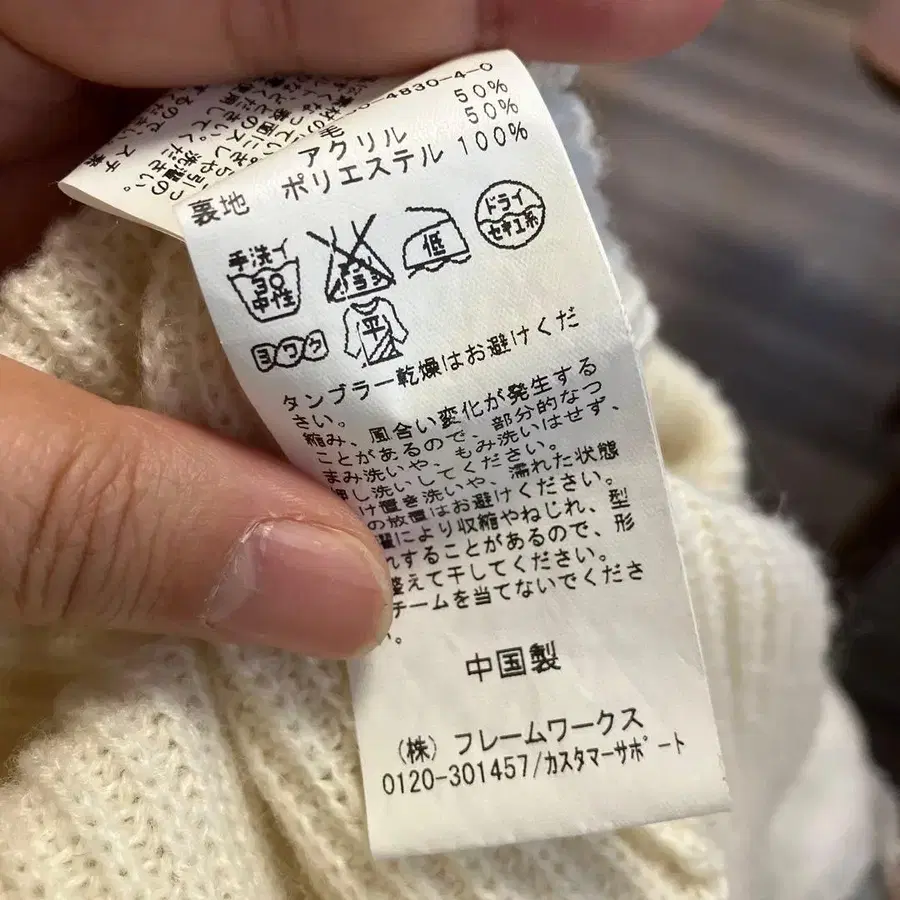 4830-4-0
毛 50%
アクリル 50%
裏地 ポリエステル 100%
手洗イ
30
中性
低
ドライ
セキユ系
ヨワク
平
タンブラー乾燥はお避けくだ
さい。
縮み、風合い変化が発生する
ことがあるので、部分的なつ
まみ洗いや、もみ洗いはせず、
押し洗いしてください。
け置き洗いや、濡れた状態
の放置はお避けください。
濯により収縮やねじれ、型
れすることがあるので、形
整えて干してください。
チームを当てないでくださ
い。
中国製
(株) フレームワークス
0120-301457/カスタマーサポート